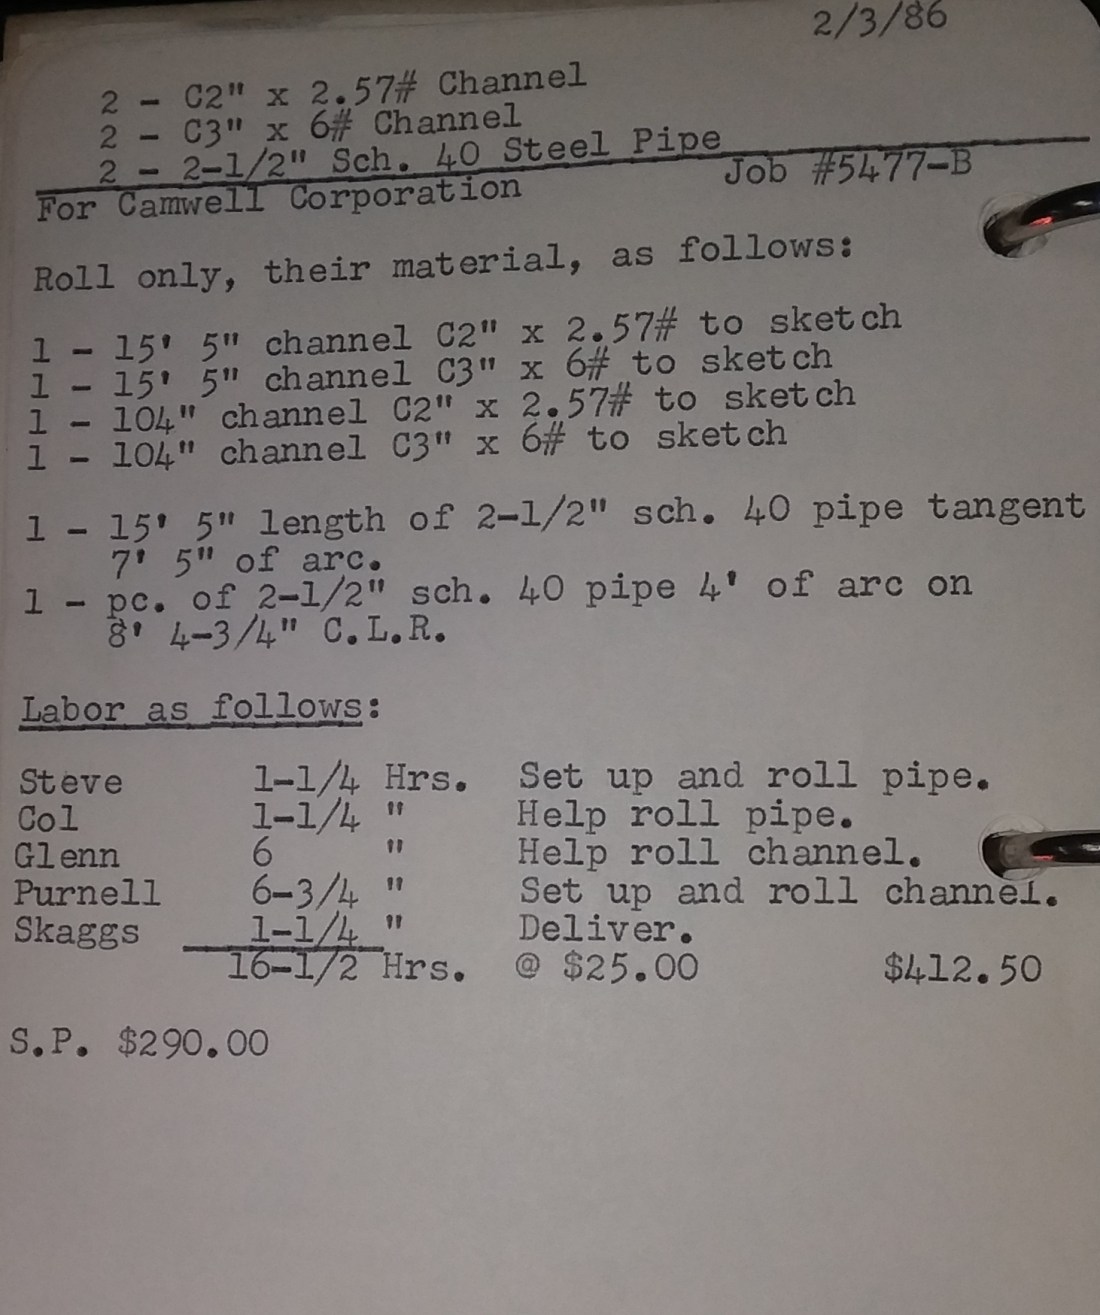 2/3/86
2 - C2" x 2.57# Channel
2 - C3" x 6# Channel
2 - 2-1/2" Sch. 40 Steel Pipe
For Camwell Corporation Job #5477-B
Roll only, their material, as follows:
1 - 15' 5" channel C2" x 2.57# to sketch
1 - 15' 5" channel C3" x 6# to sketch
1 - 104" channel C2" x 2.57# to sketch
1 - 104" channel C3" x 6# to sketch
1 - 15' 5" length of 2-1/2" sch. 40 pipe tangent
7' 5" of arc.
1 - pc. of 2-1/2" sch. 40 pipe 4' of arc on
8' 4-3/4" C.L.R.
Labor as follows:
Steve 1-1/4 Hrs. Set up and roll pipe.
Col 1-1/4 " Help roll pipe.
Glenn 6 " Help roll channel.
Purnell 6-3/4 " Set up and roll channel.
Skaggs 1-1/4 " Deliver.
16-1/2 Hrs. @ $25.00 $412.50
S.P. $290.00